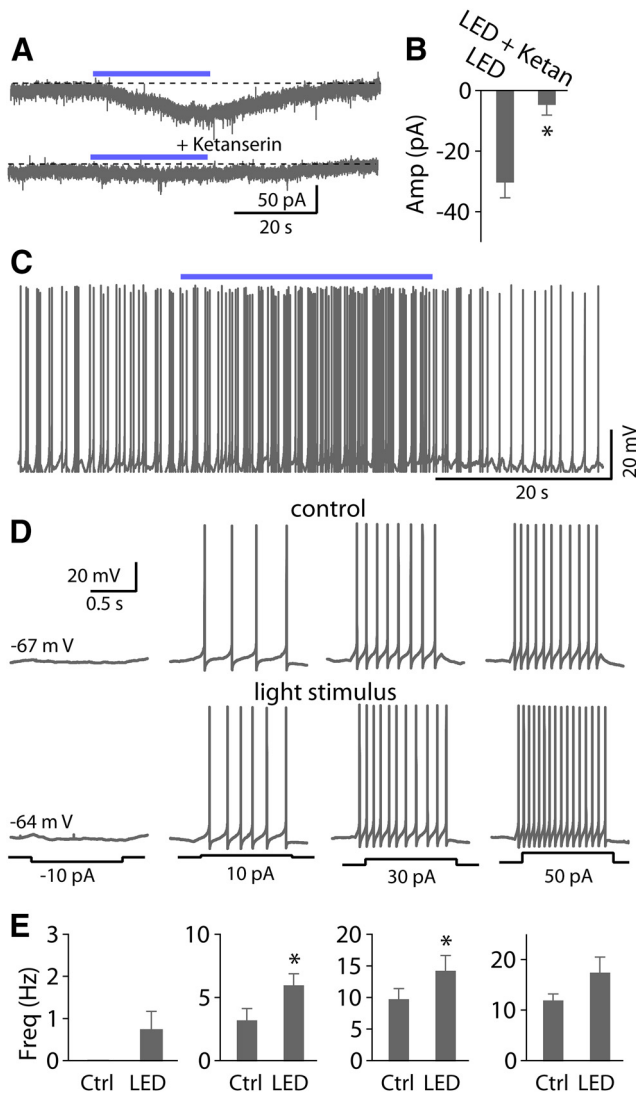 A
+ Ketanserin
50 pA
20 s
B
LED
LED + Ketan
Amp (pA)
0
-20
-40
*
C
20 mV
20 s
D
control
20 mV
0.5 s
-67 m V
light stimulus
-64 mV
-10 pA
10 pA
30 pA
50 pA
E
Freq (Hz)
3
2
1
0
Ctrl LED
10
5
0
*
Ctrl LED
20
15
10
5
0
*
Ctrl LED
20
10
0
Ctrl LED